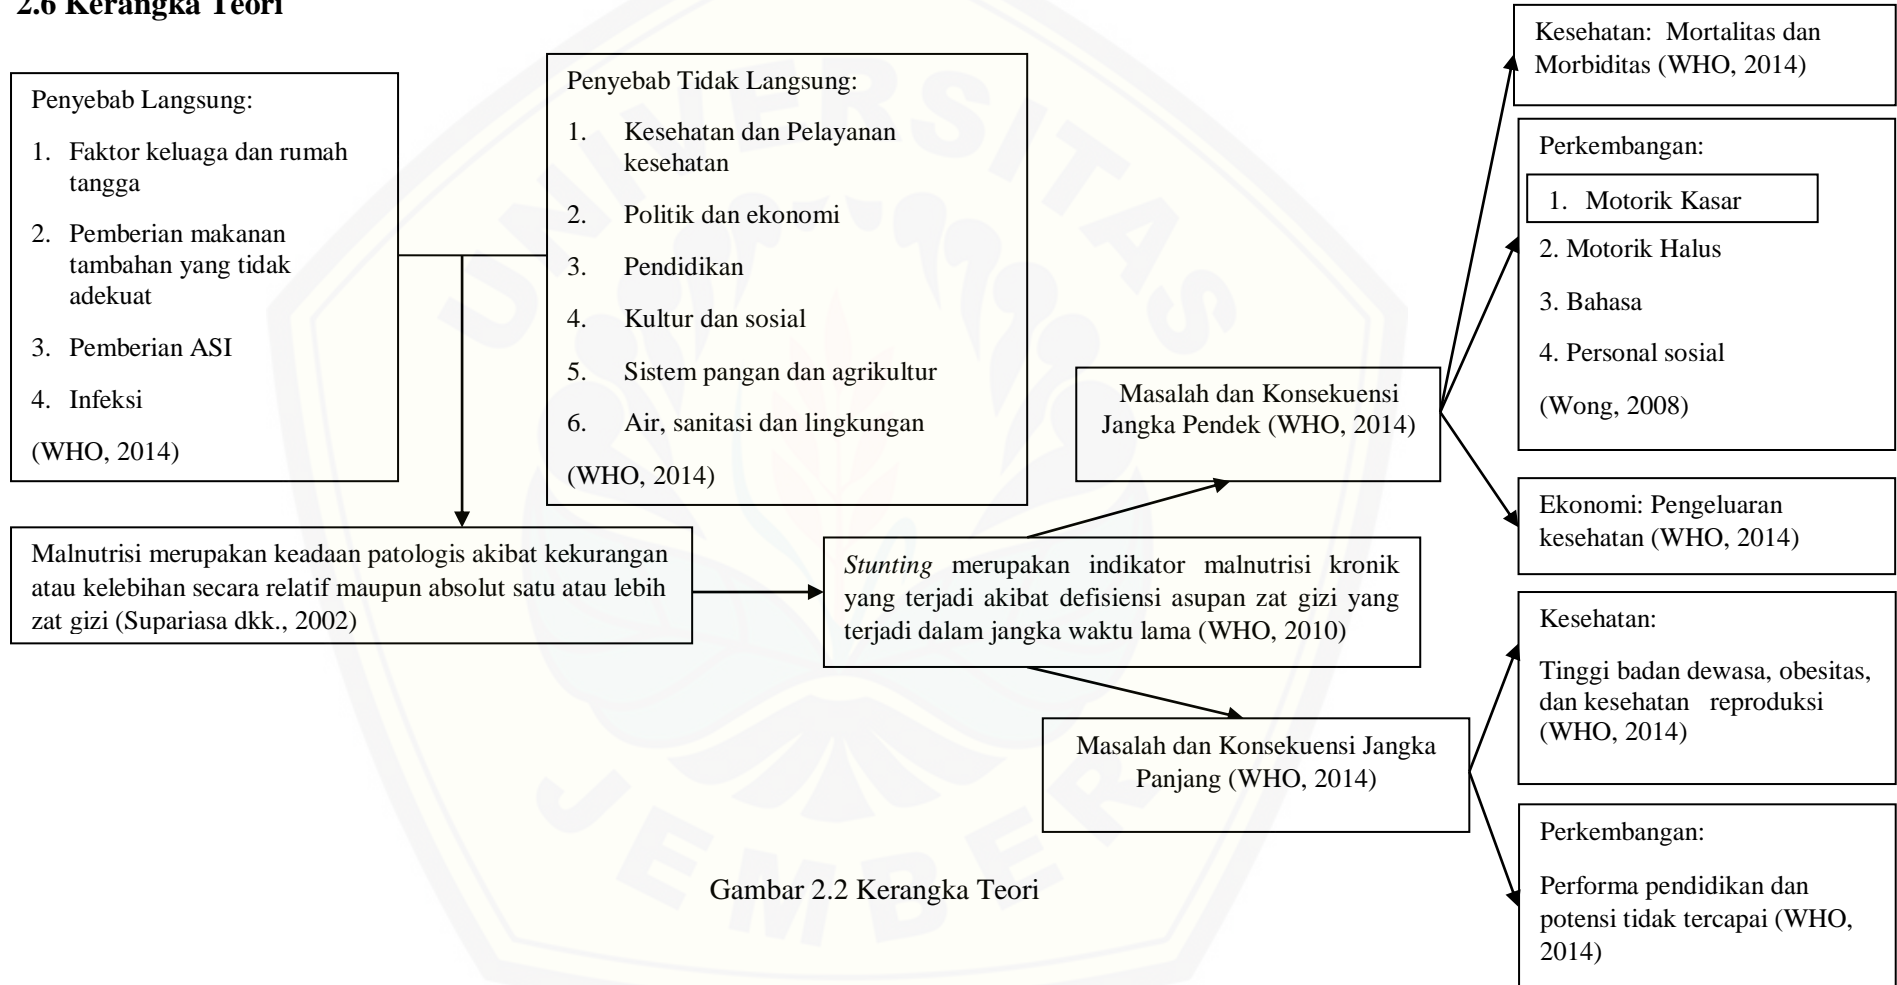 2.6 Kerangka Teori
Penyebab Langsung:
1. Faktor keluaga dan rumah
tangga
2. Pemberian makanan
tambahan yang tidak
adekuat
3. Pemberian ASI
4. Infeksi
(WHO, 2014)
Penyebab Tidak Langsung:
1. Kesehatan dan Pelayanan
kesehatan
2. Politik dan ekonomi
3. Pendidikan
4. Kultur dan sosial
5. Sistem pangan dan agrikultur
6. Air, sanitasi dan lingkungan
(WHO, 2014)
Malnutrisi merupakan keadaan patologis akibat kekurangan
atau kelebihan secara relatif maupun absolut satu atau lebih
zat gizi (Supariasa dkk., 2002)
Stunting merupakan indikator malnutrisi kronik
yang terjadi akibat defisiensi asupan zat gizi yang
terjadi dalam jangka waktu lama (WHO, 2010)
Masalah dan Konsekuensi
Jangka Pendek (WHO, 2014)
Masalah dan Konsekuensi Jangka
Panjang (WHO, 2014)
Kesehatan: Mortalitas dan
Morbiditas (WHO, 2014)
Perkembangan:
1. Motorik Kasar
2. Motorik Halus
3. Bahasa
4. Personal sosial
(Wong, 2008)
Ekonomi: Pengeluaran
kesehatan (WHO, 2014)
Kesehatan:
Tinggi badan dewasa, obesitas,
dan kesehatan reproduksi
(WHO, 2014)
Perkembangan:
Performa pendidikan dan
potensi tidak tercapai (WHO,
2014)
Gambar 2.2 Kerangka Teori
UNIVERSITAS
JEMBER